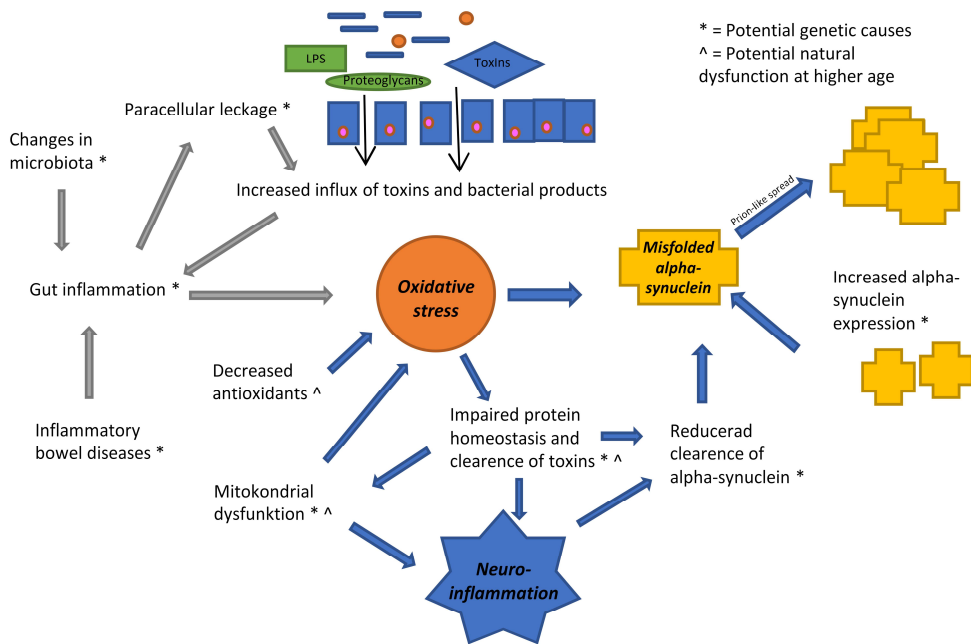 * = Potential genetic causes
^ = Potential natural
dysfunction at higher age
LPS
Proteoglycans
ToxIns
Paracellular leckage *
Changes in
microbiota *
Increased influx of toxins and bacterial products
Prion-like spread
Misfolded
alpha-
synuclein
Gut inflammation *
Oxidative
stress
Increased alpha-
synuclein
expression *
Decreased
antioxidants ^
Inflammatory
bowel diseases *
Impaired protein
homeostasis and
clearence of toxins * ^
Reducerad
clearence of
alpha-synuclein *
Mitokondrial
dysfunktion * ^
Neuro-
inflammation